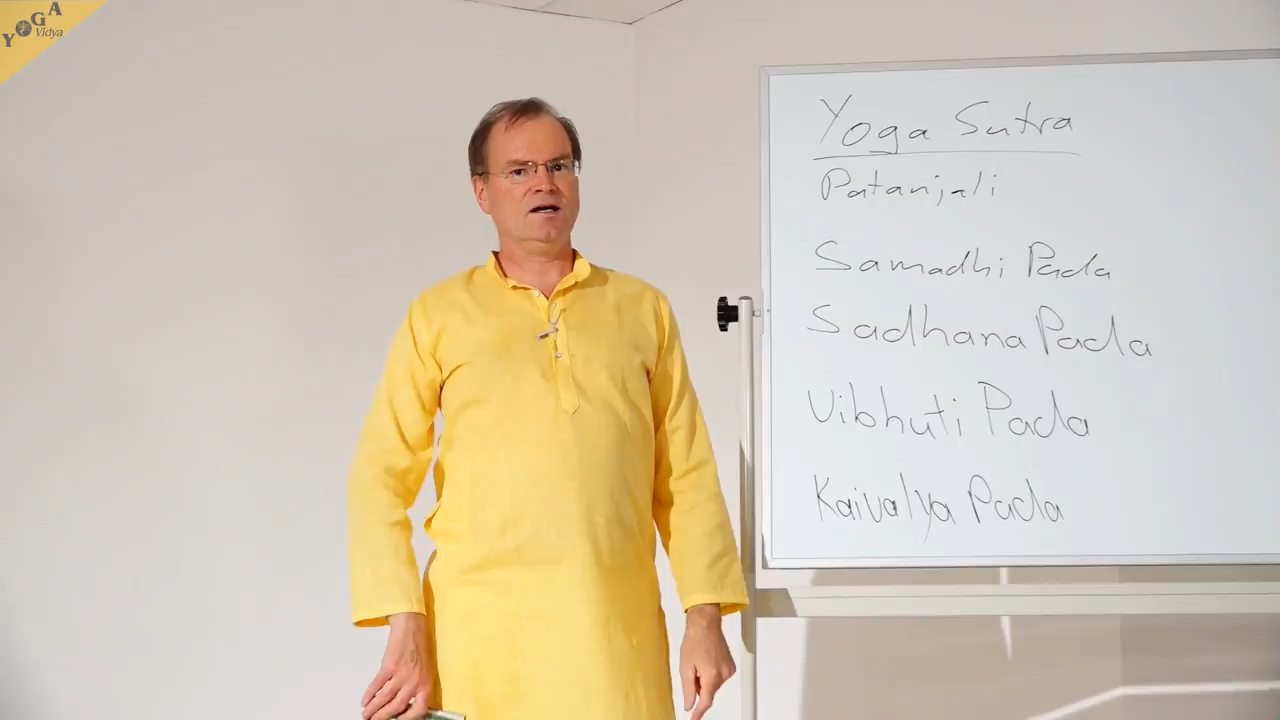 YOGA
Vidya
Yoga Sutra
Patanjali
Samadhi Pada
Sadhana Pada
Vibhuti Pada
Kaivalya Pada